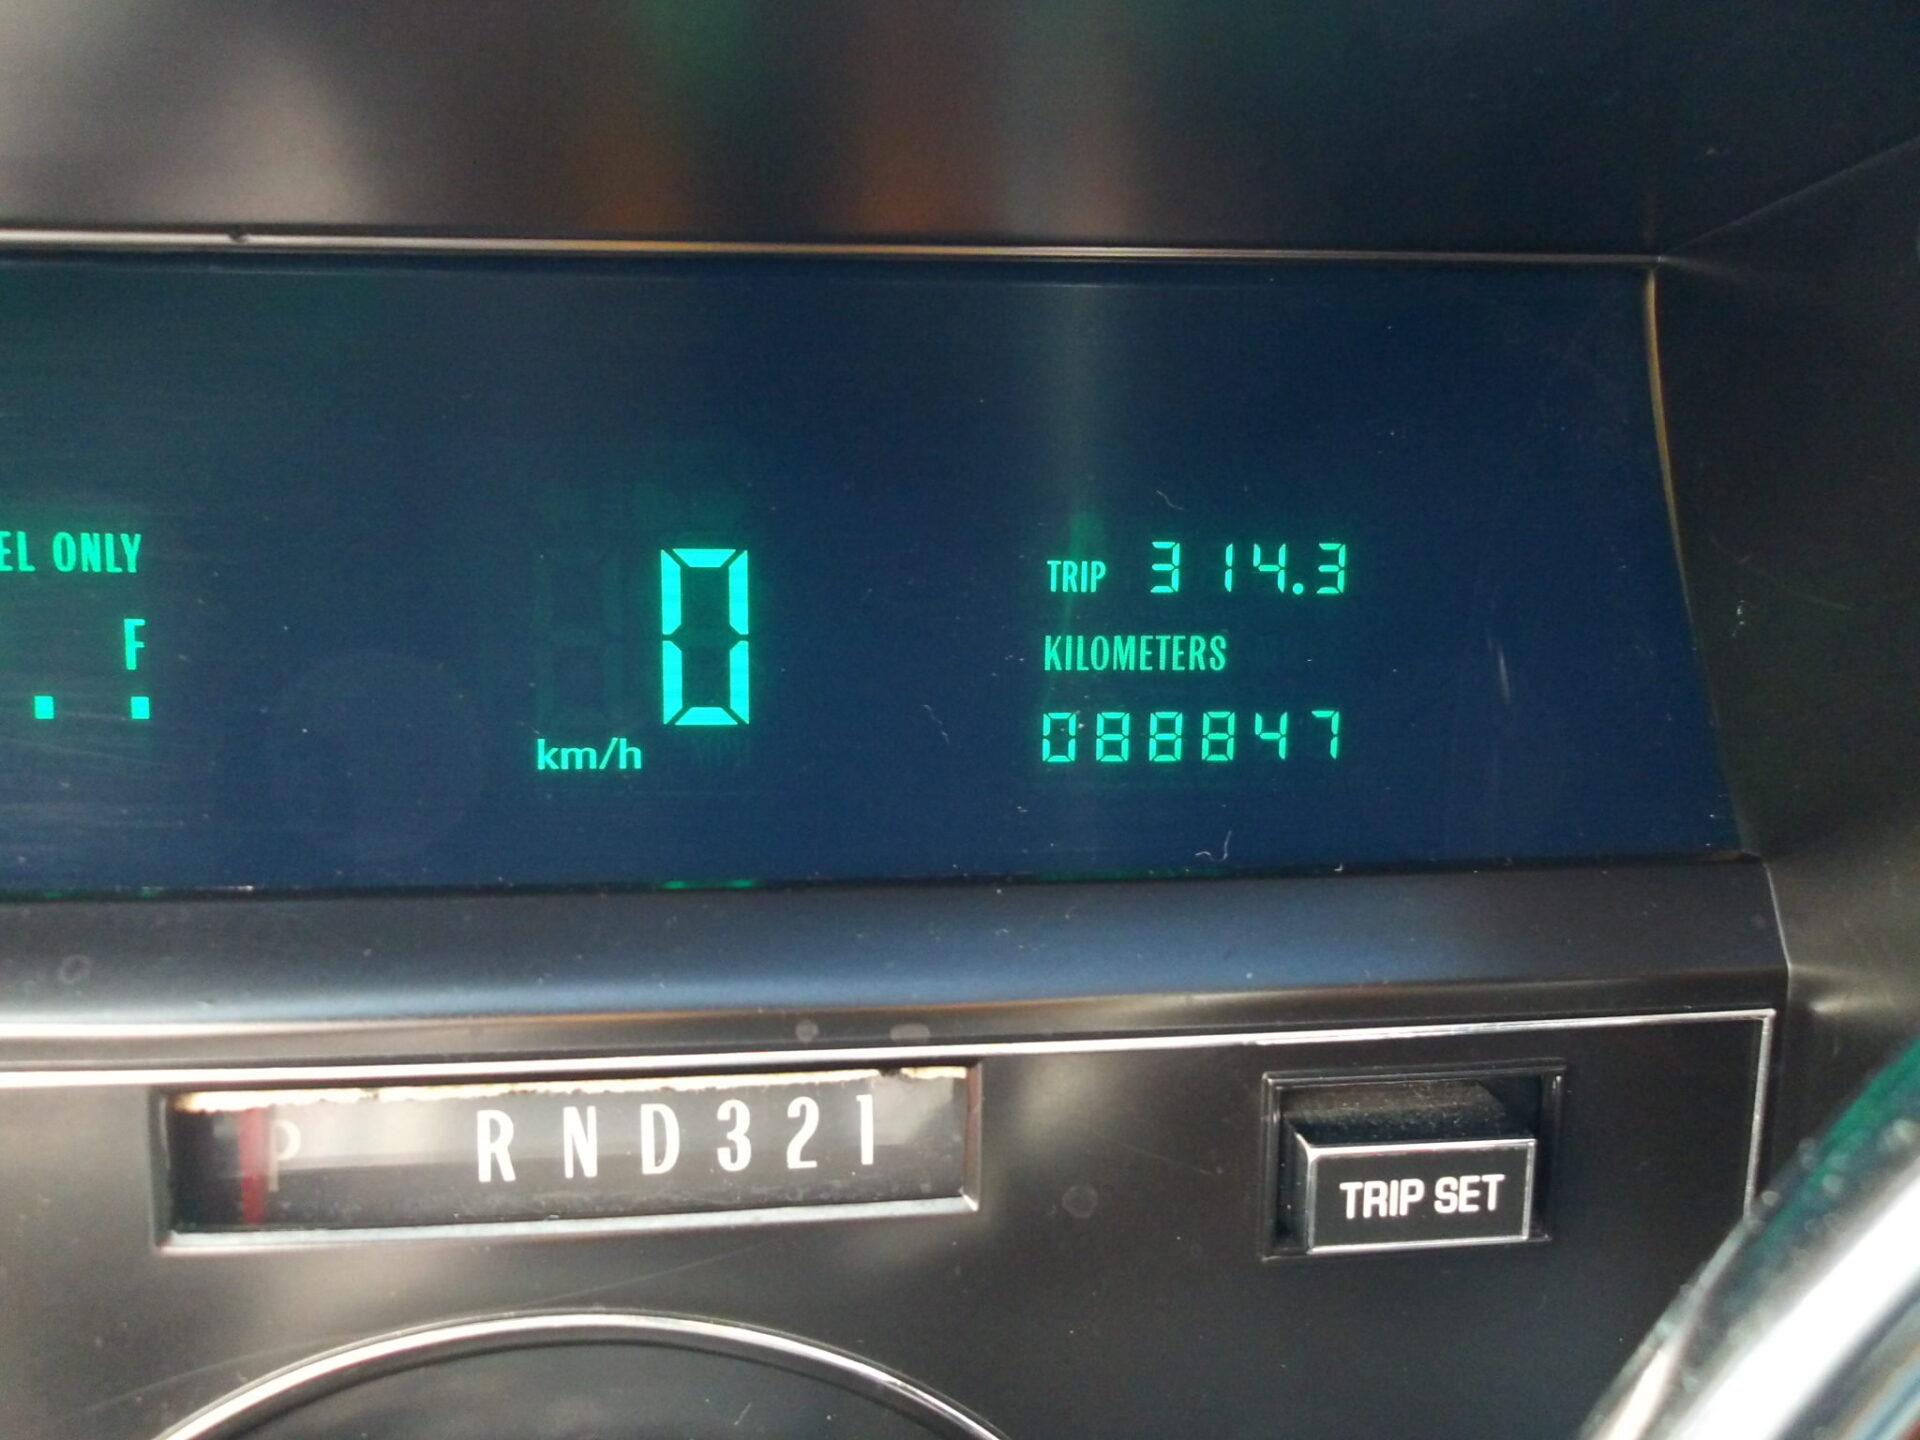 EL ONLY
F
0
km/h
TRIP 314.3
KILOMETERS
088847
P R N D 3 2 1
TRIP SET